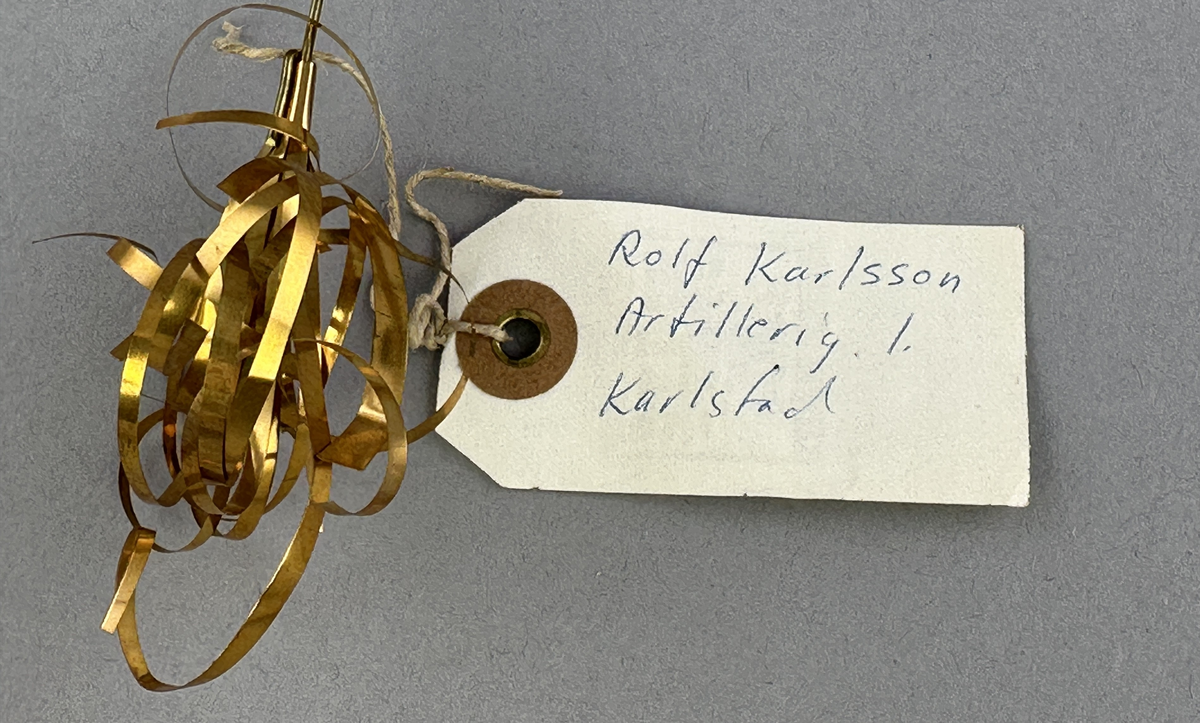 Rolf Karlsson
Artillerig. 1.
Karlstad